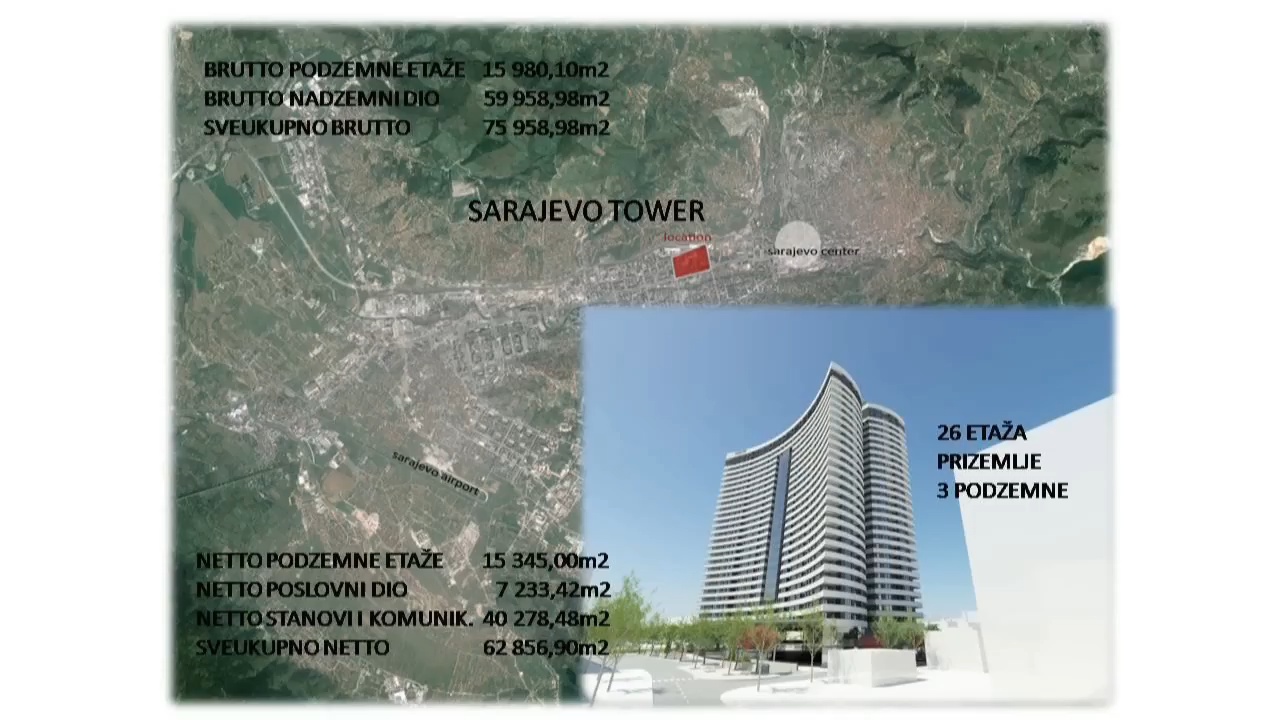 BRUTTO PODZEMNE ETAŽE 15 980,10m2
BRUTTO NADZEMNI DIO 59 958,98m2
SVEUKUPNO BRUTTO 75 958,98m2
SARAJEVO TOWER
location
sarajevo center
26 ETAŽA
PRIZEMLJE
3 PODZEMNE
sarajevo airport
NETTO PODZEMNE ETAŽE 15 345,00m2
NETTO POSLOVNI DIO 7 233,42m2
NETTO STANOVI I KOMUNIK. 40 278,48m2
SVEUKUPNO NETTO 62 856,90m2